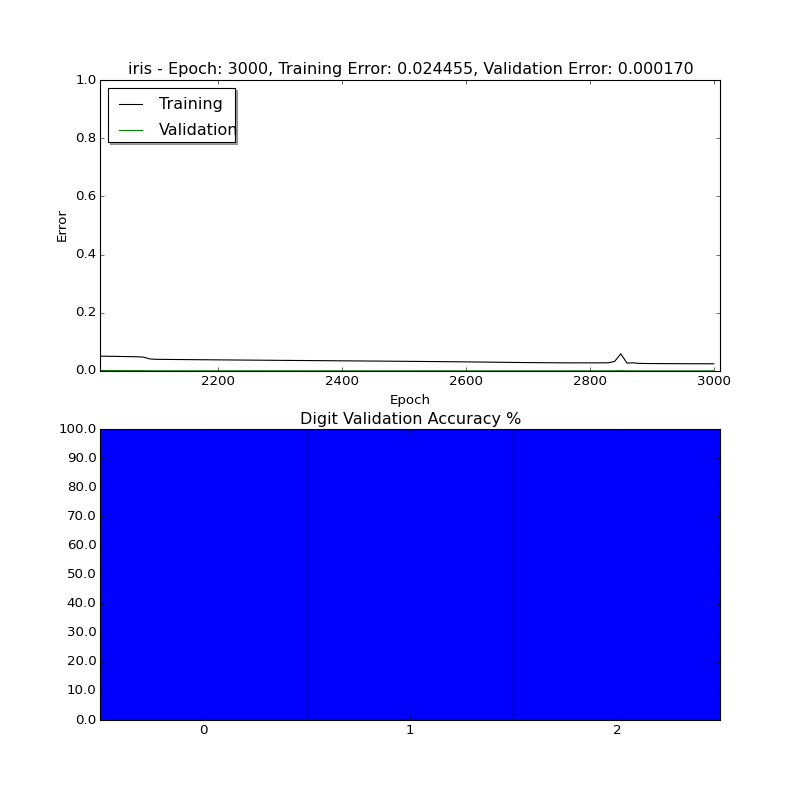 iris - Epoch: 3000, Training Error: 0.024455, Validation Error: 0.000170
1.0
Training
Validation
0.8
0.6
Error
0.4
0.2
0.0
2200 2400 2600 2800 3000
Epoch
Digit Validation Accuracy %
100.0
90.0
80.0
70.0
60.0
50.0
40.0
30.0
20.0
10.0
0.0
0 1 2